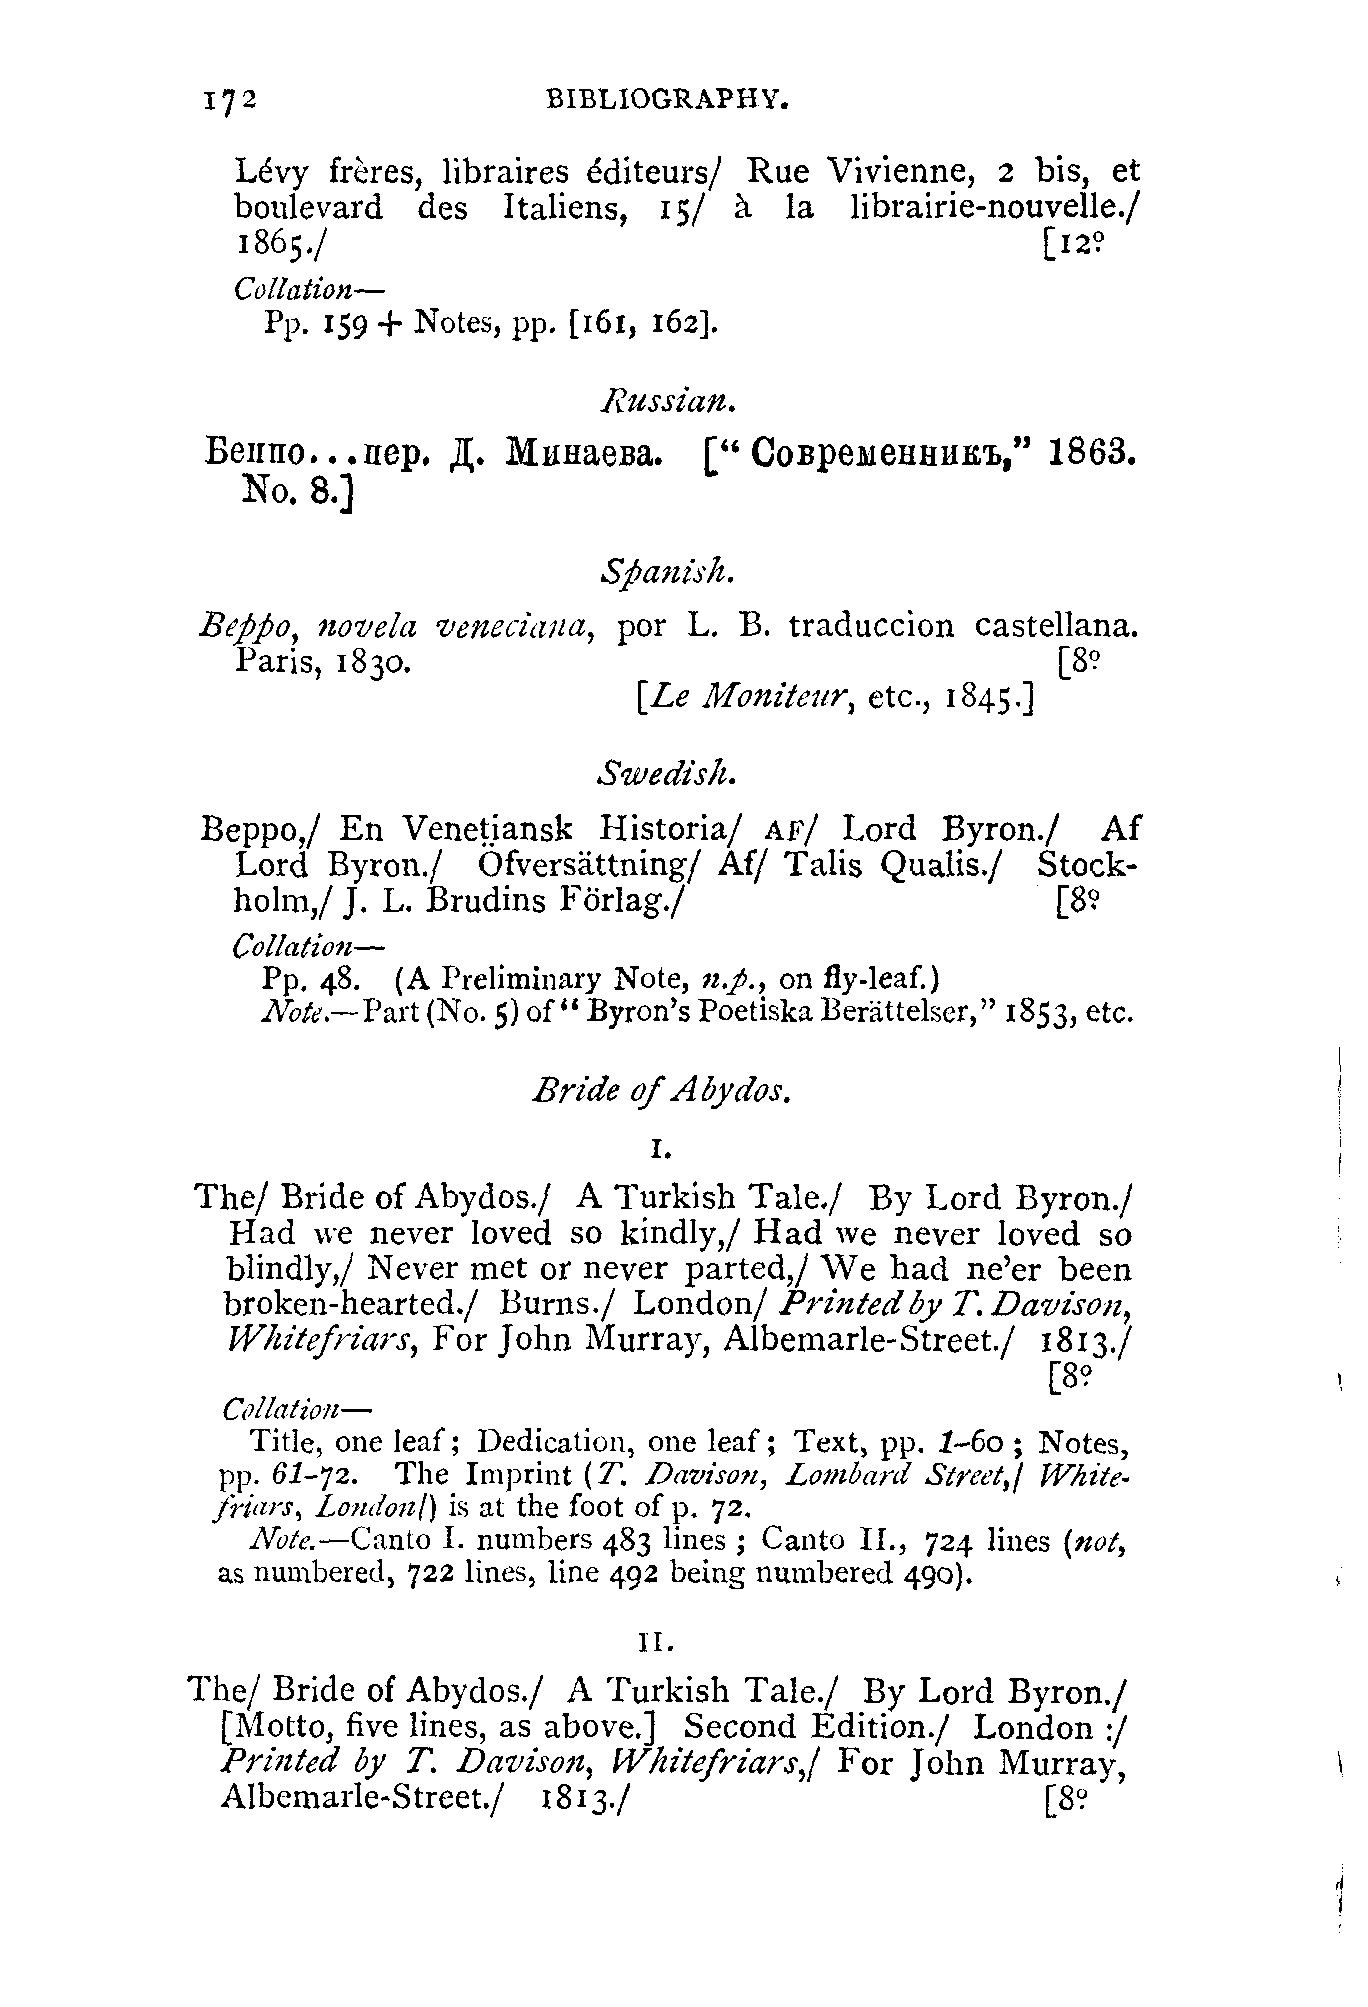 172 BIBLIOGRAPHY.
Lévy frères, libraires éditeurs/ Rue Vivienne, 2 bis, et
boulevard des Italiens, 15/ à la librairie-nouvelle./
1865./ [12º
Collation—
Pp. 159 + Notes, pp. [161, 162].
Russian.
Беппо...пер. Д. Минаева. [“Современникъ,” 1863.
No. 8.]
Spanish.
Beppo, novela veneciana, por L. B. traduccion castellana.
Paris, 1830. [8º
[Le Moniteur, etc., 1845.]
Swedish.
Beppo,/ En Venetiansk Historia/ AF/ Lord Byron./ Af
Lord Byron./ Öfversättning/ Af/ Talis Qualis./ Stock-
holm,/ J. L. Brudins Förlag./ [8º
Collation—
Pp. 48. (A Preliminary Note, n.p., on fly-leaf.)
Note.—Part (No. 5) of “Byron's Poetiska Berättelser,” 1853, etc.
Bride of Abydos.
I.
The/ Bride of Abydos./ A Turkish Tale./ By Lord Byron./
Had we never loved so kindly,/ Had we never loved so
blindly,/ Never met or never parted,/ We had ne'er been
broken-hearted./ Burns./ London/ Printed by T. Davison,
Whitefriars, For John Murray, Albemarle-Street./ 1813./
[8º
Collation—
Title, one leaf; Dedication, one leaf; Text, pp. 1–60; Notes,
pp. 61–72. The Imprint (T. Davison, Lombard Street,/ White-
friars, London/) is at the foot of p. 72.
Note.—Canto I. numbers 483 lines; Canto II., 724 lines (not,
as numbered, 722 lines, line 492 being numbered 490).
II.
The/ Bride of Abydos./ A Turkish Tale./ By Lord Byron./
[Motto, five lines, as above.] Second Edition./ London:/
Printed by T. Davison, Whitefriars,/ For John Murray,
Albemarle-Street./ 1813./ [8º